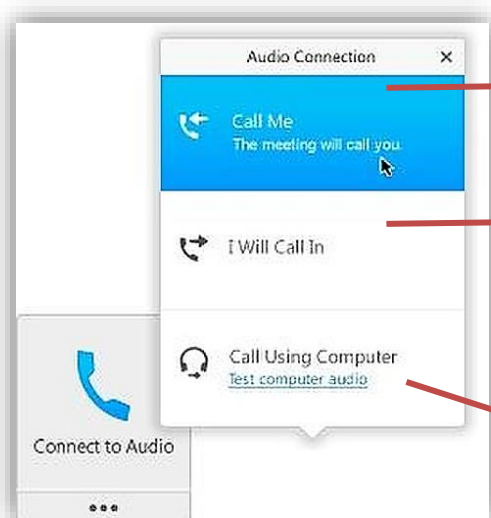 Audio Connection
Call Me
The meeting will call you.
I Will Call In
Call Using Computer
Test computer audio
Connect to Audio